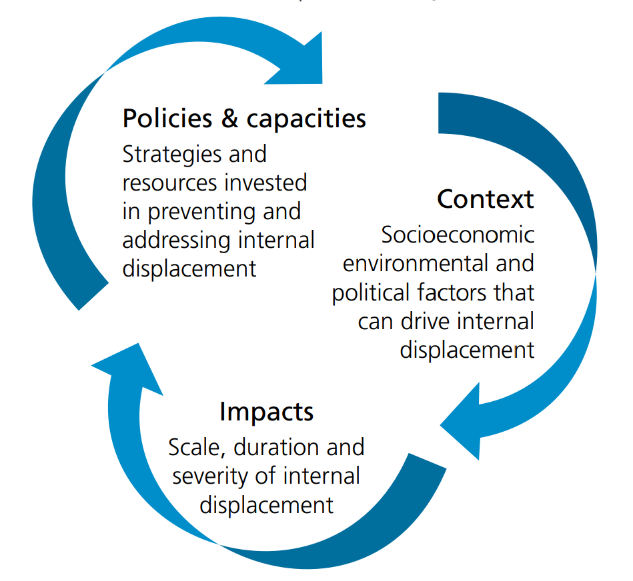 Policies & capacities
Strategies and
resources invested
in preventing and
addressing internal
displacement
Context
Socioeconomic
environmental and
political factors that
can drive internal
displacement
Impacts
Scale, duration and
severity of internal
displacement